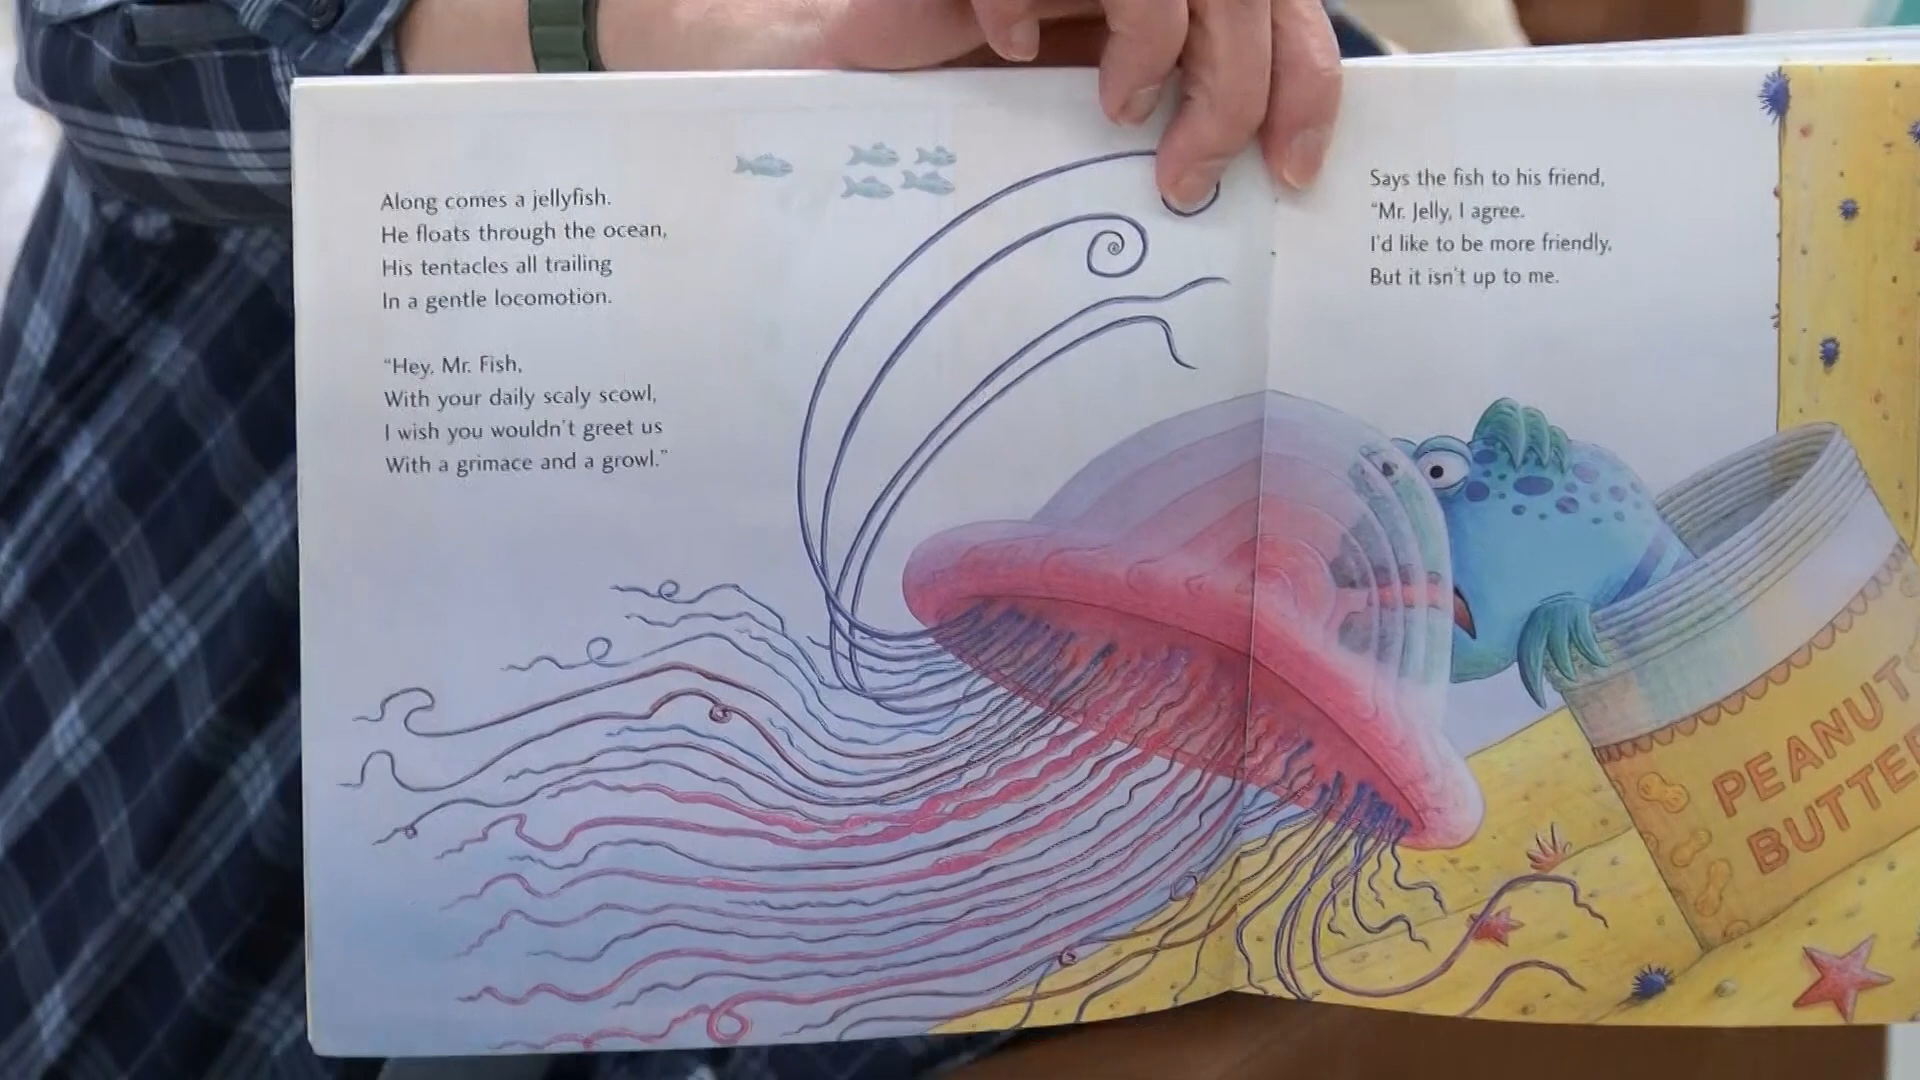 Along comes a jellyfish.
He floats through the ocean,
His tentacles all trailing
In a gentle locomotion.
“Hey, Mr. Fish,
With your daily scaly scowl,
I wish you wouldn't greet us
With a grimace and a growl.”
Says the fish to his friend,
“Mr. Jelly, I agree.
I'd like to be more friendly,
But it isn't up to me.
PEANUT
BUTTER